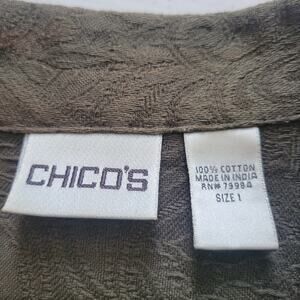 CHICO'S
100% COTTON
MADE IN INDIA
RN# 79984
SIZE 1